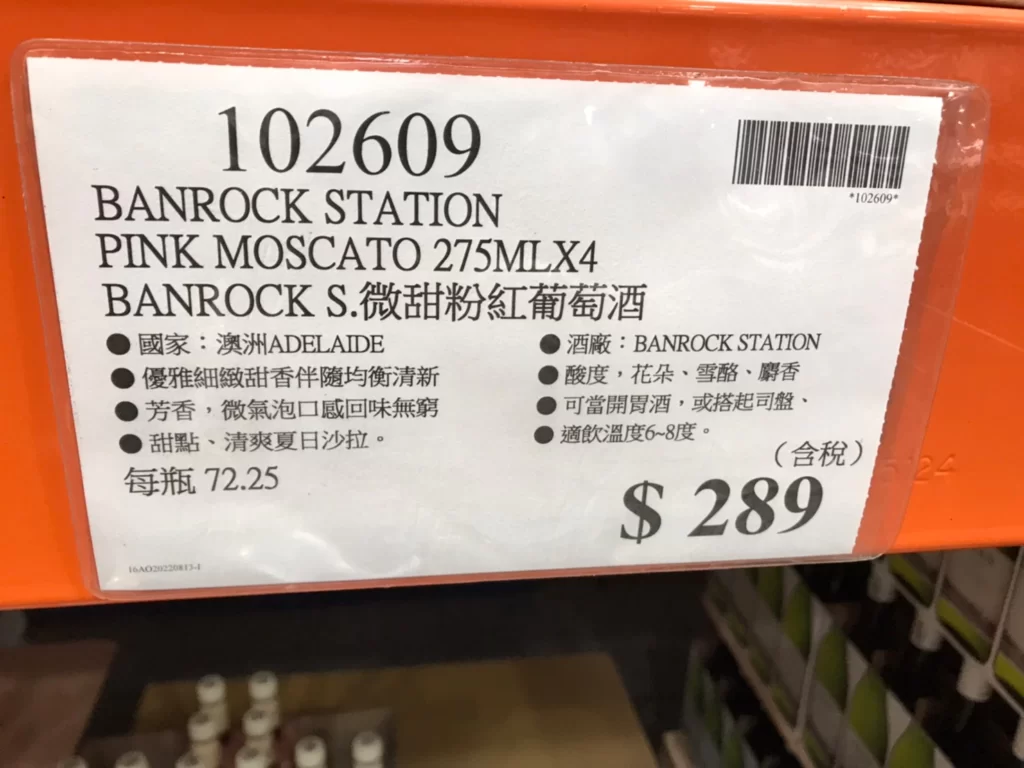 102609
*102609*
BANROCK STATION
PINK MOSCATO 275MLX4
BANROCK S.微甜粉紅葡萄酒
●國家：澳洲ADELAIDE
●酒廠：BANROCK STATION
●優雅細緻甜香伴隨均衡清新
●酸度，花朵、雪酪、麝香
●芳香，微氣泡口感回味無窮
●可當開胃酒，或搭起司盤、
●甜點、清爽夏日沙拉。
●適飲溫度6~8度。
每瓶 72.25
（含稅）
$ 289
16AO20220813-1